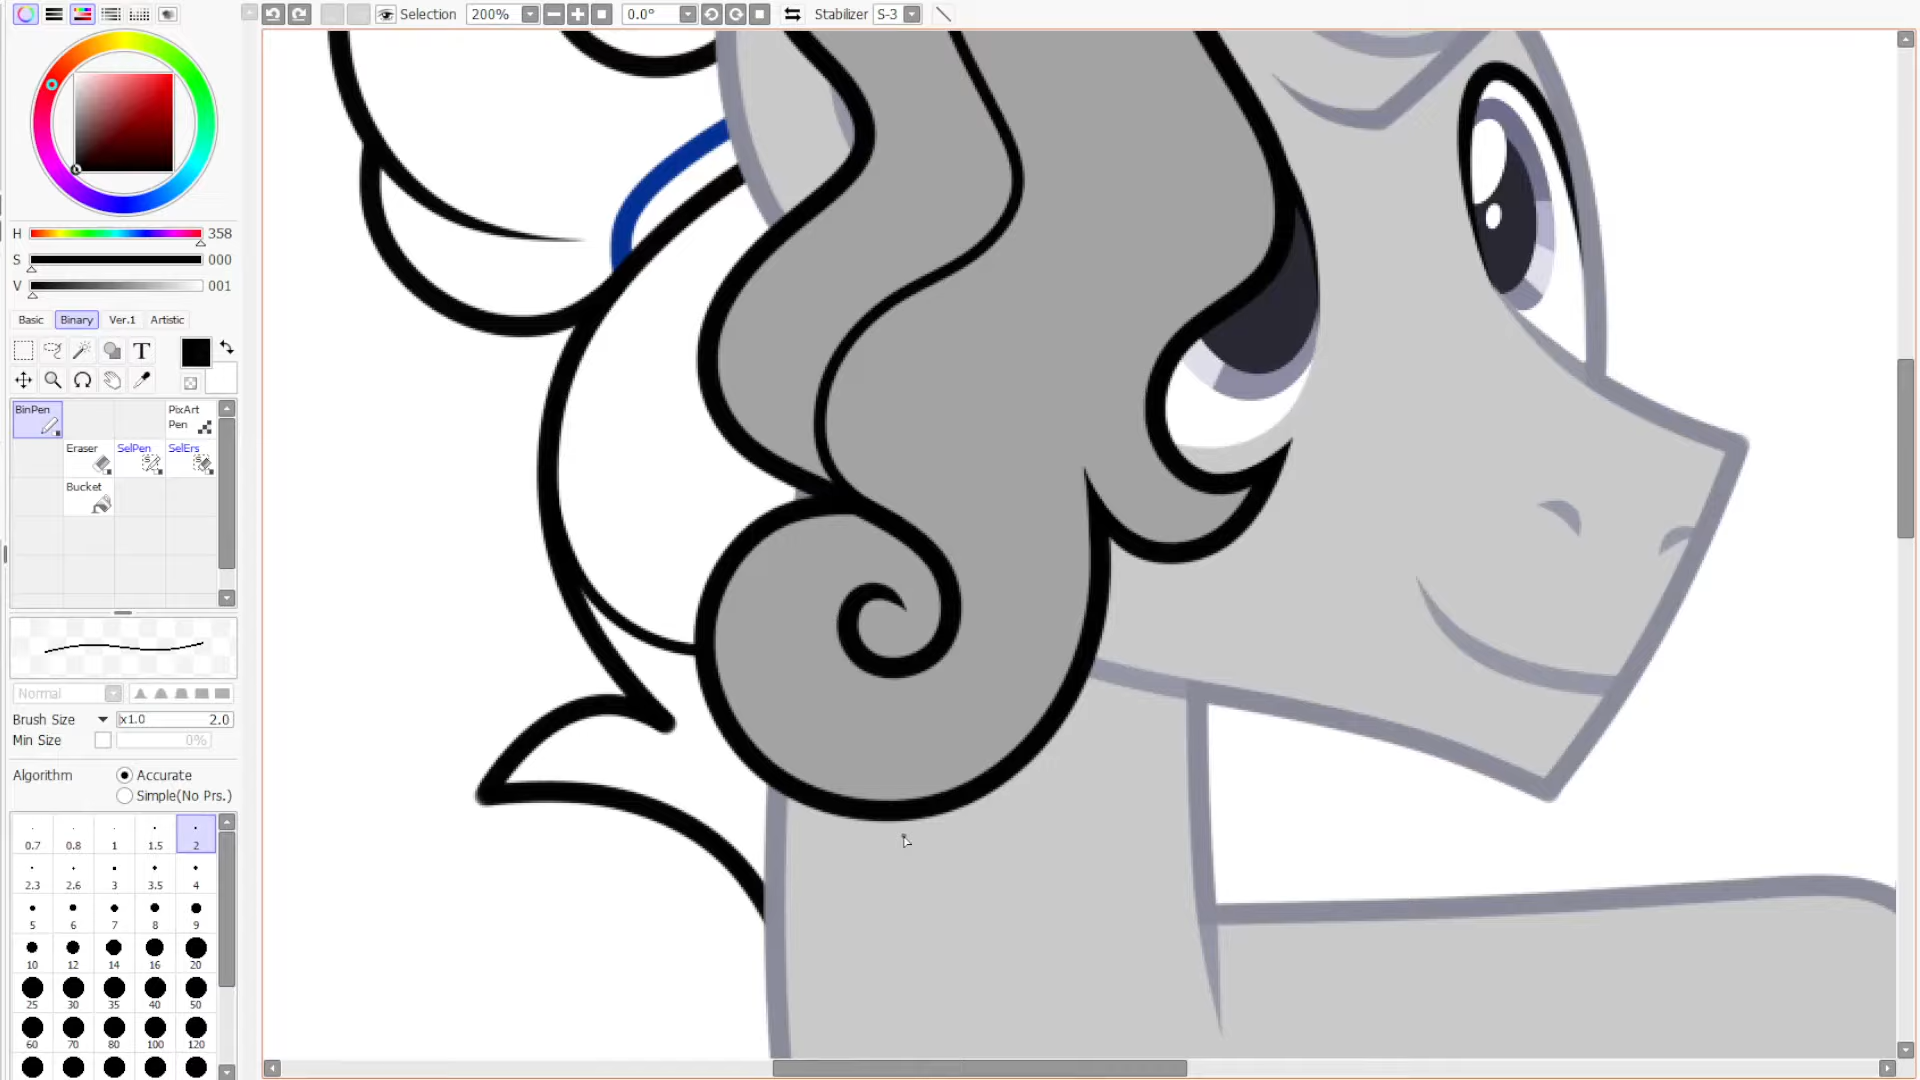 Selection 200% 0.0° Stabilizer S-3
H 358
S 000
V 001
Basic Binary Ver.1 Artistic
T
BinPen PixArt
Pen
Eraser SelPen SelErs
Bucket
Normal
Brush Size x1.0 2.0
Min Size 0%
Algorithm Accurate
Simple(No Prs.)
0.7 0.8 1 1.5 2
2.3 2.6 3 3.5 4
5 6 7 8 9
10 12 14 16 20
25 30 35 40 50
60 70 80 100 120